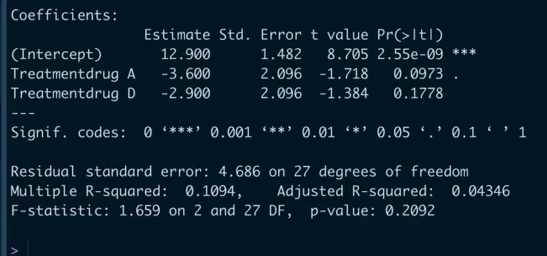 Coefficients:
Estimate Std. Error t value Pr(>|t|)
(Intercept) 12.900 1.482 8.705 2.55e-09 ***
Treatmentdrug A -3.600 2.096 -1.718 0.0973 .
Treatmentdrug D -2.900 2.096 -1.384 0.1778
---
Signif. codes: 0 ‘***’ 0.001 ‘**’ 0.01 ‘*’ 0.05 ‘.’ 0.1 ‘ ’ 1
Residual standard error: 4.686 on 27 degrees of freedom
Multiple R-squared: 0.1094, Adjusted R-squared: 0.04346
F-statistic: 1.659 on 2 and 27 DF, p-value: 0.2092
>